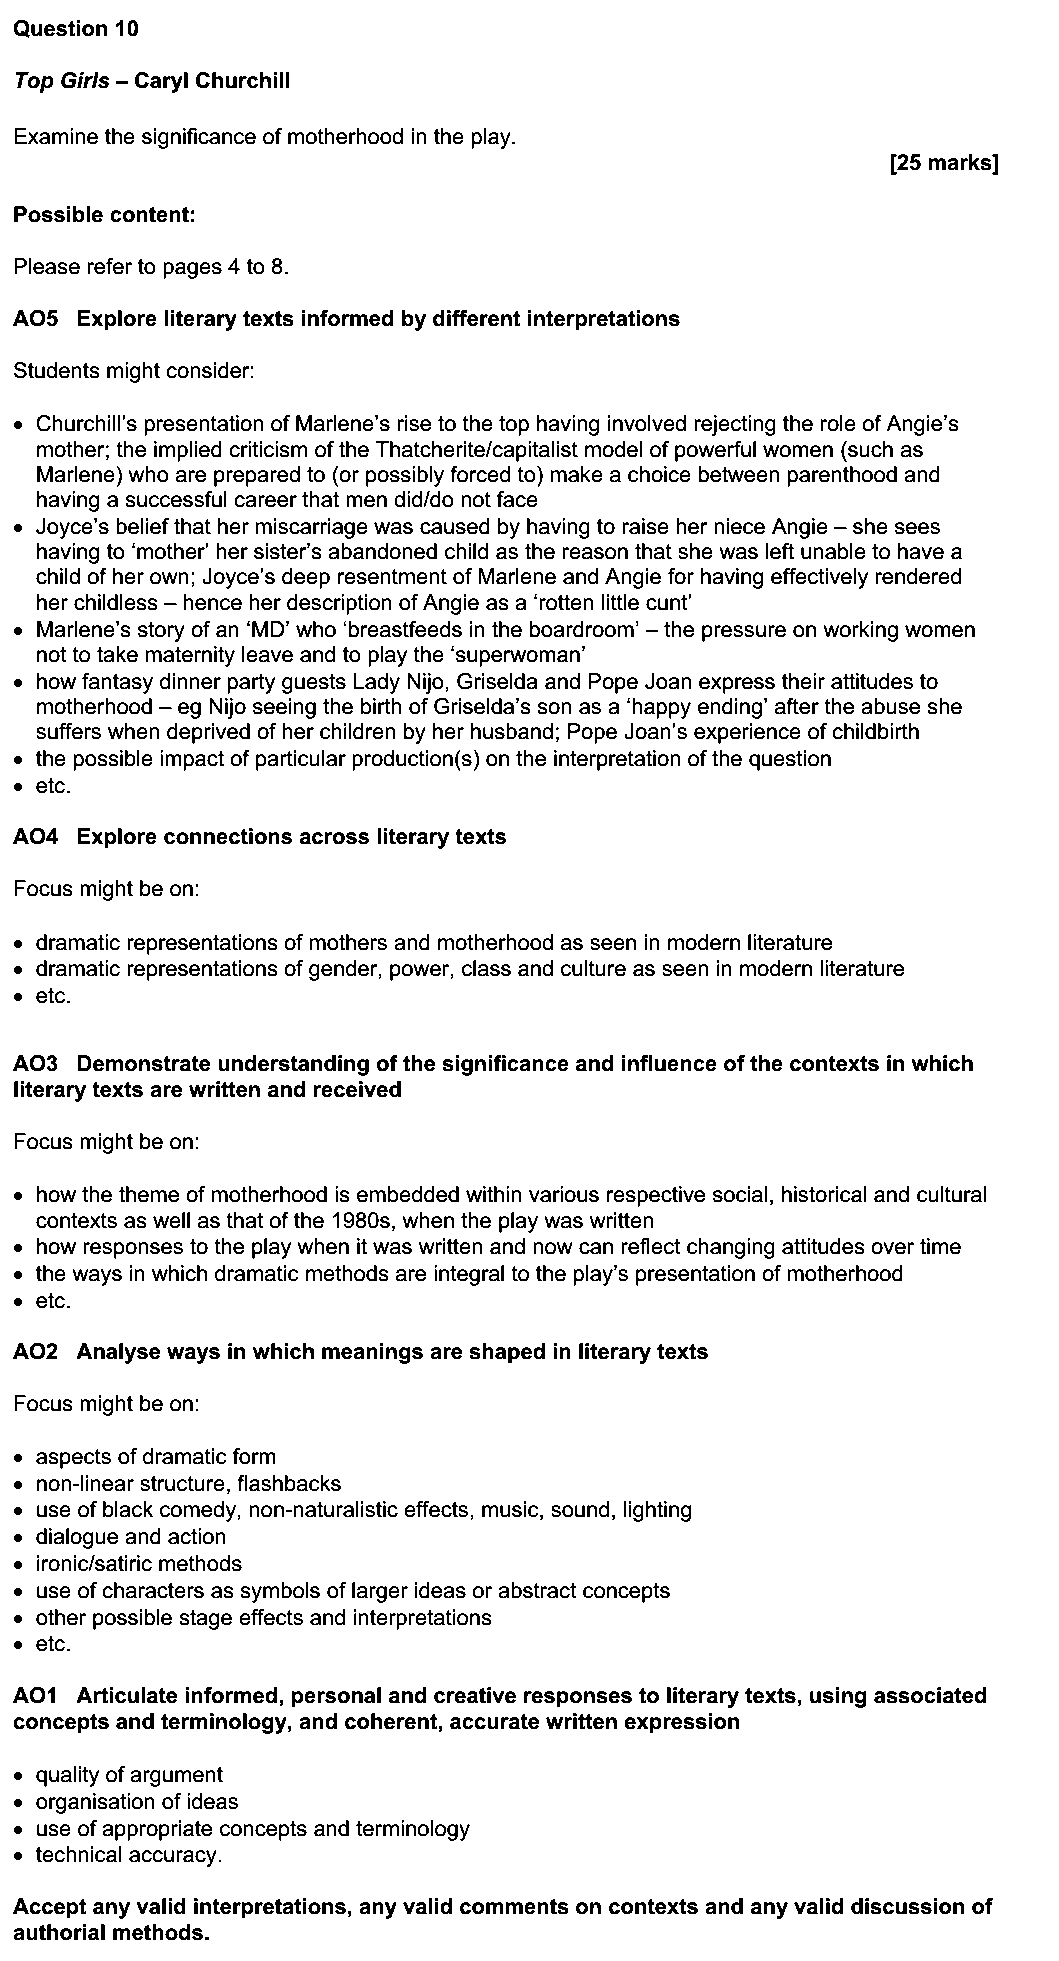 Question 10
Top Girls – Caryl Churchill
Examine the significance of motherhood in the play.
[25 marks]
Possible content:
Please refer to pages 4 to 8.
AO5 Explore literary texts informed by different interpretations
Students might consider:
• Churchill's presentation of Marlene's rise to the top having involved rejecting the role of Angie's
mother; the implied criticism of the Thatcherite/capitalist model of powerful women (such as
Marlene) who are prepared to (or possibly forced to) make a choice between parenthood and
having a successful career that men did/do not face
• Joyce's belief that her miscarriage was caused by having to raise her niece Angie – she sees
having to 'mother' her sister's abandoned child as the reason that she was left unable to have a
child of her own; Joyce's deep resentment of Marlene and Angie for having effectively rendered
her childless – hence her description of Angie as a 'rotten little cunt'
• Marlene's story of an 'MD' who 'breastfeeds in the boardroom' – the pressure on working women
not to take maternity leave and to play the 'superwoman'
• how fantasy dinner party guests Lady Nijo, Griselda and Pope Joan express their attitudes to
motherhood – eg Nijo seeing the birth of Griselda's son as a 'happy ending' after the abuse she
suffers when deprived of her children by her husband; Pope Joan's experience of childbirth
• the possible impact of particular production(s) on the interpretation of the question
• etc.
AO4 Explore connections across literary texts
Focus might be on:
• dramatic representations of mothers and motherhood as seen in modern literature
• dramatic representations of gender, power, class and culture as seen in modern literature
• etc.
AO3 Demonstrate understanding of the significance and influence of the contexts in which
literary texts are written and received
Focus might be on:
• how the theme of motherhood is embedded within various respective social, historical and cultural
contexts as well as that of the 1980s, when the play was written
• how responses to the play when it was written and now can reflect changing attitudes over time
• the ways in which dramatic methods are integral to the play's presentation of motherhood
• etc.
AO2 Analyse ways in which meanings are shaped in literary texts
Focus might be on:
• aspects of dramatic form
• non-linear structure, flashbacks
• use of black comedy, non-naturalistic effects, music, sound, lighting
• dialogue and action
• ironic/satiric methods
• use of characters as symbols of larger ideas or abstract concepts
• other possible stage effects and interpretations
• etc.
AO1 Articulate informed, personal and creative responses to literary texts, using associated
concepts and terminology, and coherent, accurate written expression
• quality of argument
• organisation of ideas
• use of appropriate concepts and terminology
• technical accuracy.
Accept any valid interpretations, any valid comments on contexts and any valid discussion of
authorial methods.